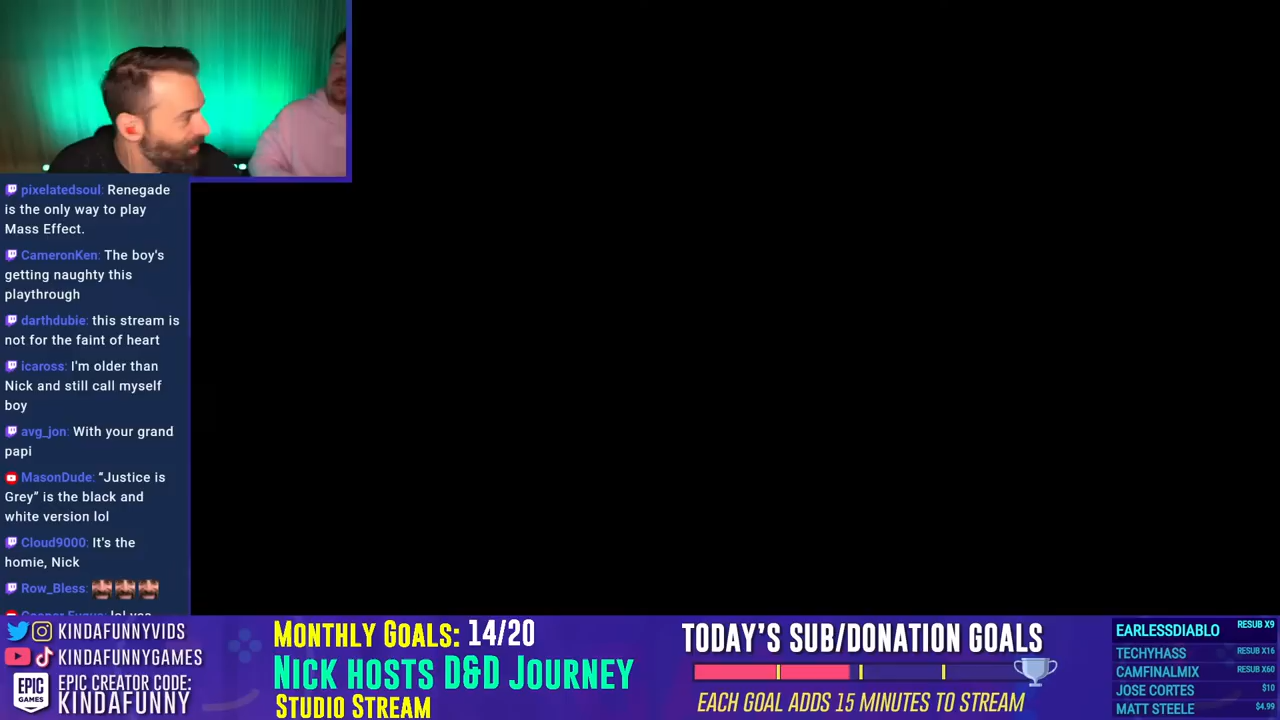 pixelatedsoul: Renegade
is the only way to play
Mass Effect.
CameronKen: The boy's
getting naughty this
playthrough
darthdubie: this stream is
not for the faint of heart
icaross: I'm older than
Nick and still call myself
boy
avg_jon: With your grand
papi
MasonDude: “Justice is
Grey” is the black and
white version lol
Cloud9000: It's the
homie, Nick
Row_Bless:
KINDAFUNNYVIDS
KINDAFUNNYGAMES
EPIC GAMES
EPIC CREATOR CODE:
KINDAFUNNY
MONTHLY GOALS: 14/20
NICK HOSTS D&D JOURNEY
STUDIO STREAM
TODAY'S SUB/DONATION GOALS
EACH GOAL ADDS 15 MINUTES TO STREAM
EARLESSDIABLO RESUB X9
TECHYHASS RESUB X16
CAMFINALMIX RESUB X60
JOSE CORTES $10
MATT STEELE $4.99